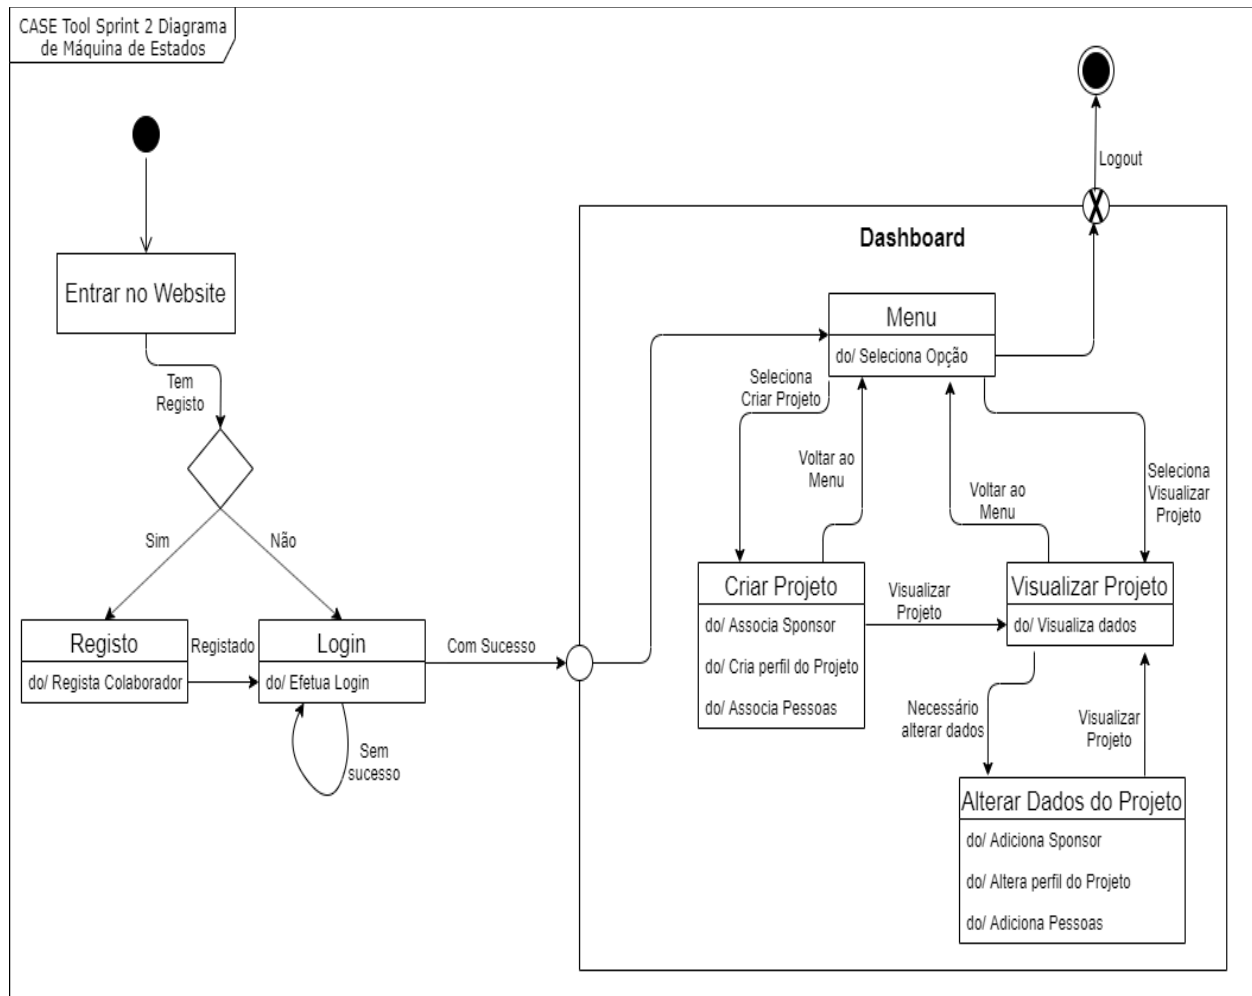 CASE Tool Sprint 2 Diagrama
de Máquina de Estados
Logout
Dashboard
Entrar no Website
Menu
do/ Seleciona Opção
Tem
Registo
Seleciona
Criar Projeto
Voltar ao
Menu
Voltar ao
Menu
Seleciona
Visualizar
Projeto
Sim
Não
Criar Projeto
do/ Associa Sponsor
do/ Cria perfil do Projeto
do/ Associa Pessoas
Visualizar
Projeto
Visualizar Projeto
do/ Visualiza dados
Registo
do/ Regista Colaborador
Registado
Login
do/ Efetua Login
Com Sucesso
Sem
sucesso
Necessário
alterar dados
Visualizar
Projeto
Alterar Dados do Projeto
do/ Adiciona Sponsor
do/ Altera perfil do Projeto
do/ Adiciona Pessoas